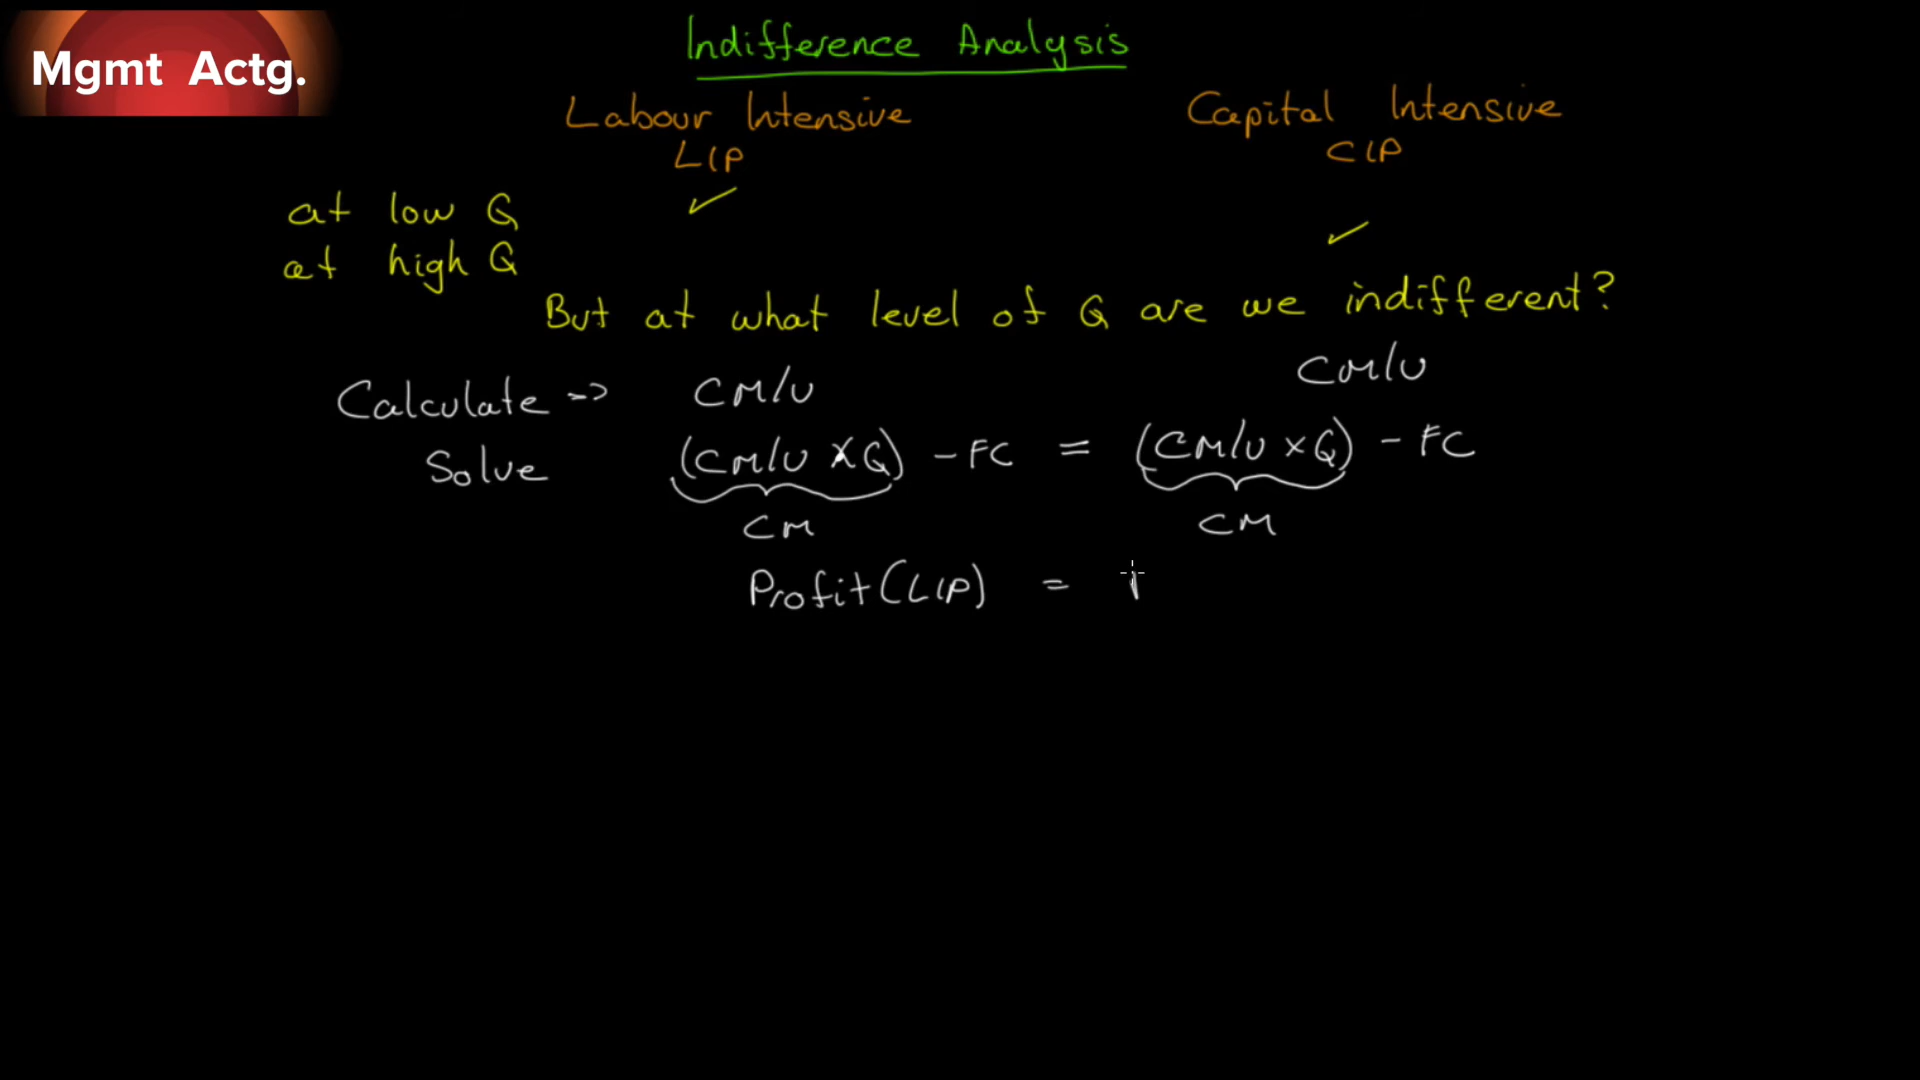 Mgmt Actg.
Indifference Analysis
Labour Intensive Capital Intensive
LIP CIP
at low Q ✓
at high Q ✓
But at what level of Q are we indifferent?
Calculate => CM/U CM/U
Solve (CM/U × Q) - FC = (CM/U × Q) - FC
CM CM
Profit(LIP) =